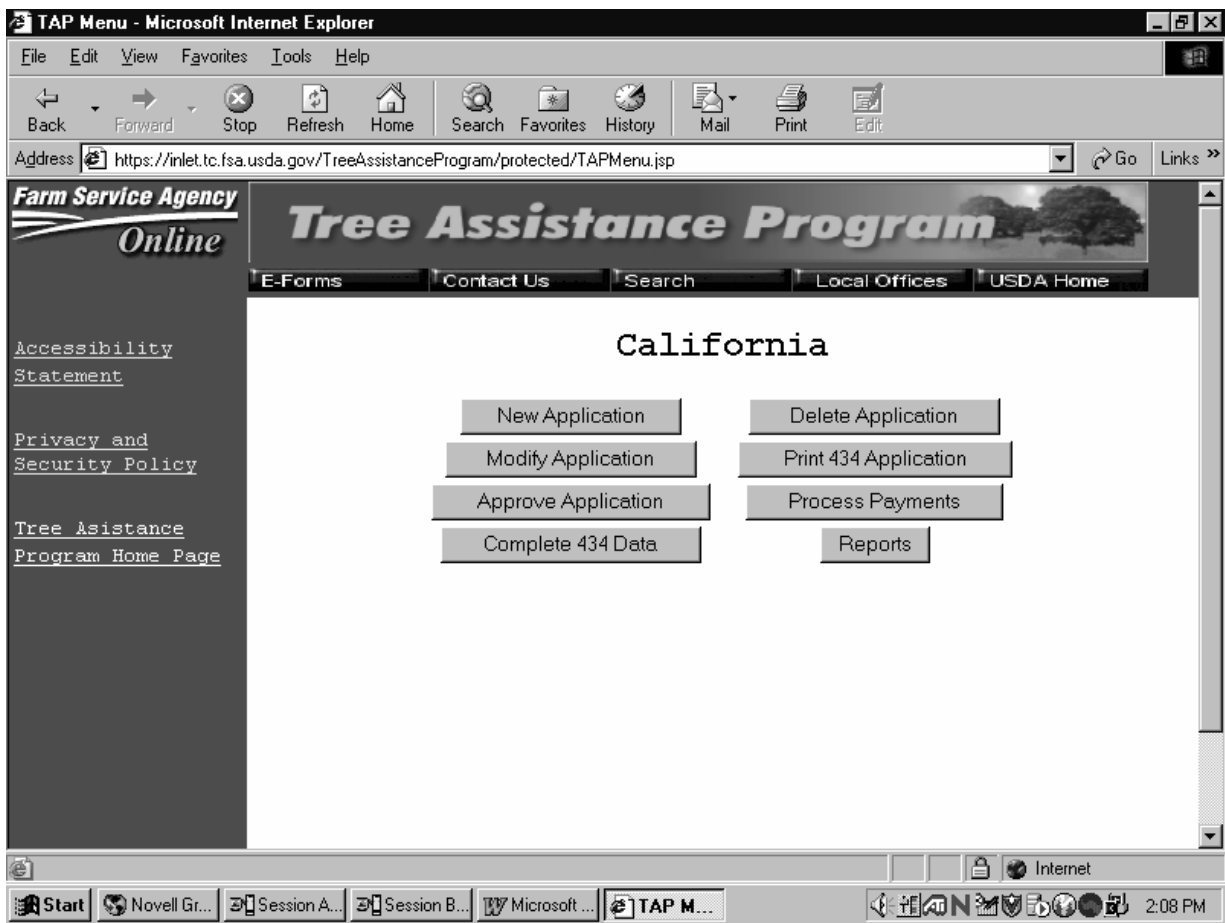 TAP Menu - Microsoft Internet Explorer
File Edit View Favorites Tools Help
Back Forward Stop Refresh Home Search Favorites History Mail Print Edit
Address https://inlet.tc.fsa.usda.gov/TreeAssistanceProgram/protected/TAPMenu.jsp Go Links »
Farm Service Agency
Online
Tree Assistance Program
E-Forms Contact Us Search Local Offices USDA Home
Accessibility
Statement
Privacy and
Security Policy
Tree Asistance
Program Home Page
California
New Application Delete Application
Modify Application Print 434 Application
Approve Application Process Payments
Complete 434 Data Reports
Internet
Start Novell Gr... Session A... Session B... Microsoft ... TAP M... 2:08 PM